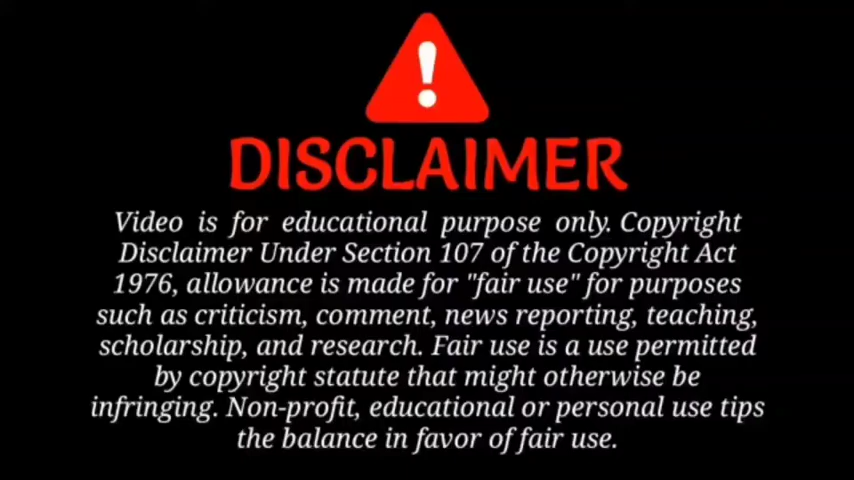 DISCLAIMER
Video is for educational purpose only. Copyright
Disclaimer Under Section 107 of the Copyright Act
1976, allowance is made for "fair use" for purposes
such as criticism, comment, news reporting, teaching,
scholarship, and research. Fair use is a use permitted
by copyright statute that might otherwise be
infringing. Non-profit, educational or personal use tips
the balance in favor of fair use.